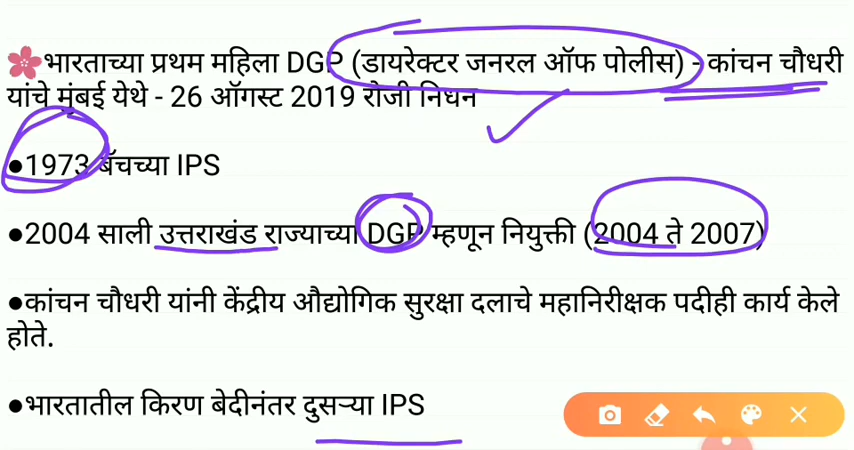 भारताच्या प्रथम महिला DGP (डायरेक्टर जनरल ऑफ पोलीस) - कांचन चौधरी
यांचे मुंबई येथे - 26 ऑगस्ट 2019 रोजी निधन
●1973 बॅचच्या IPS
●2004 साली उत्तराखंड राज्याच्या DGP म्हणून नियुक्ती (2004 ते 2007)
●कांचन चौधरी यांनी केंद्रीय औद्योगिक सुरक्षा दलाचे महानिरीक्षक पदीही कार्य केले
होते.
●भारतातील किरण बेदीनंतर दुसऱ्या IPS